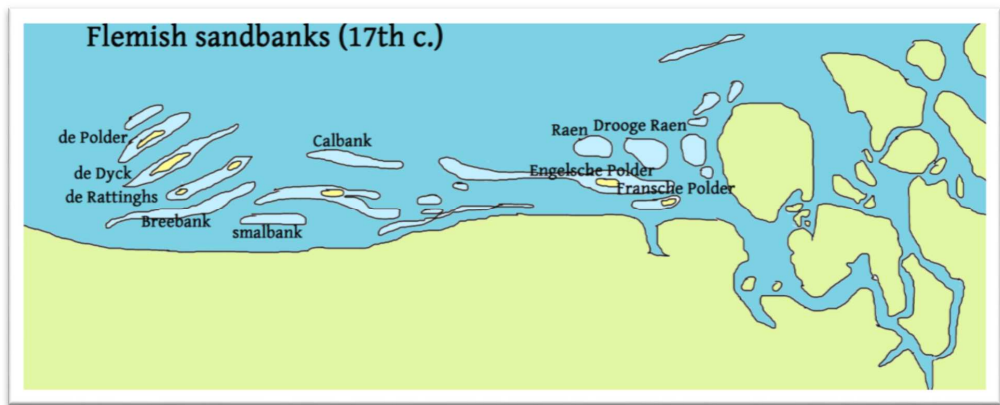 Flemish sandbanks (17th c.)
de Polder
de Dyck
de Rattinghs
Breebank
smalbank
Calbank
Raen
Drooge Raen
Engelsche Polder
Fransche Polder